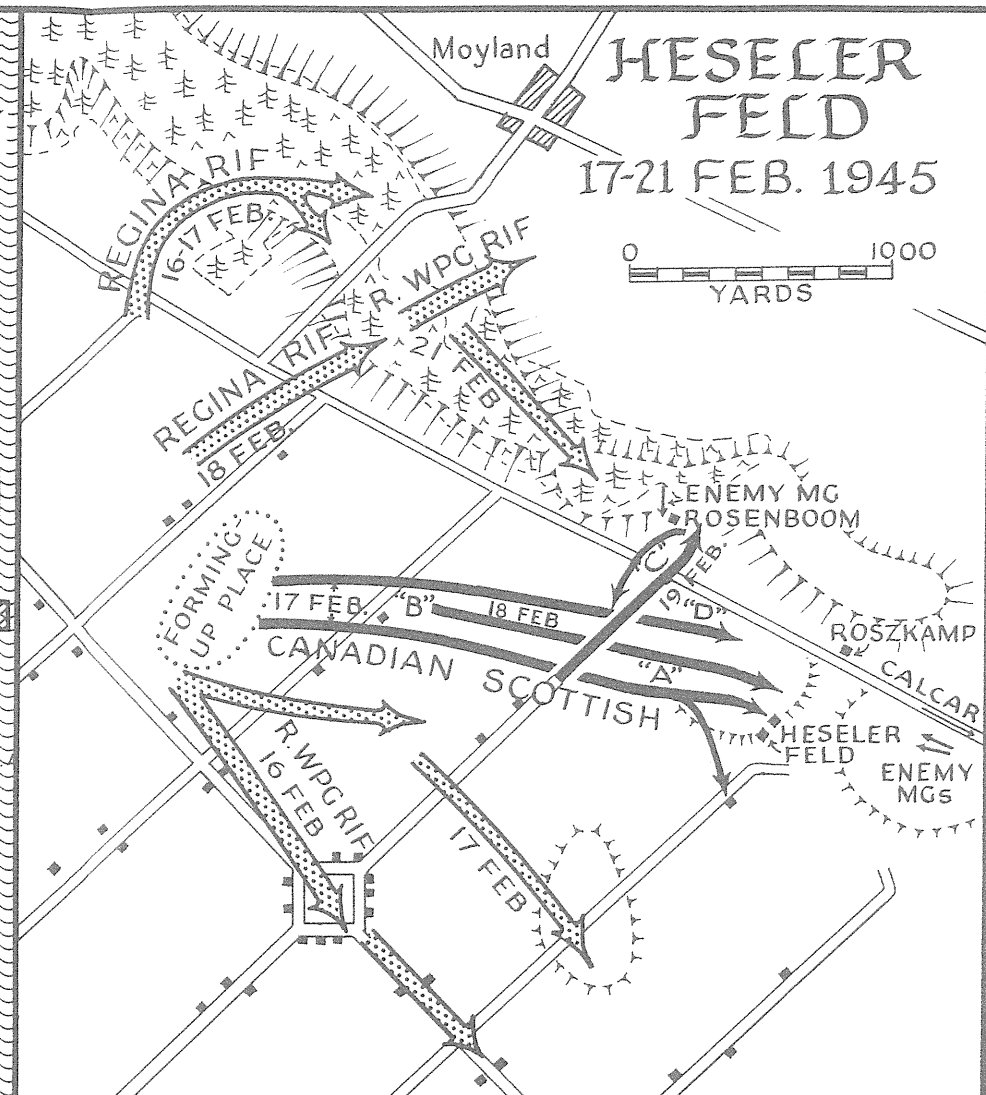 Moyland
HESELER
FELD
17-21 FEB. 1945
0 1000
YARDS
REGINA RIF
16-17 FEB.
R. WPG RIF
21 FEB
REGINA RIF
18 FEB.
ENEMY MG
ROSENBOOM
FORMING
UP PLACE
17 FEB.
"B"
18 FEB
"C"
19 FEB.
"D"
"A"
CANADIAN SCOTTISH
ROSZKAMP
CALCAR
HESELER
FELD
ENEMY
MGs
R. WPG RIF
16 FEB
17 FEB